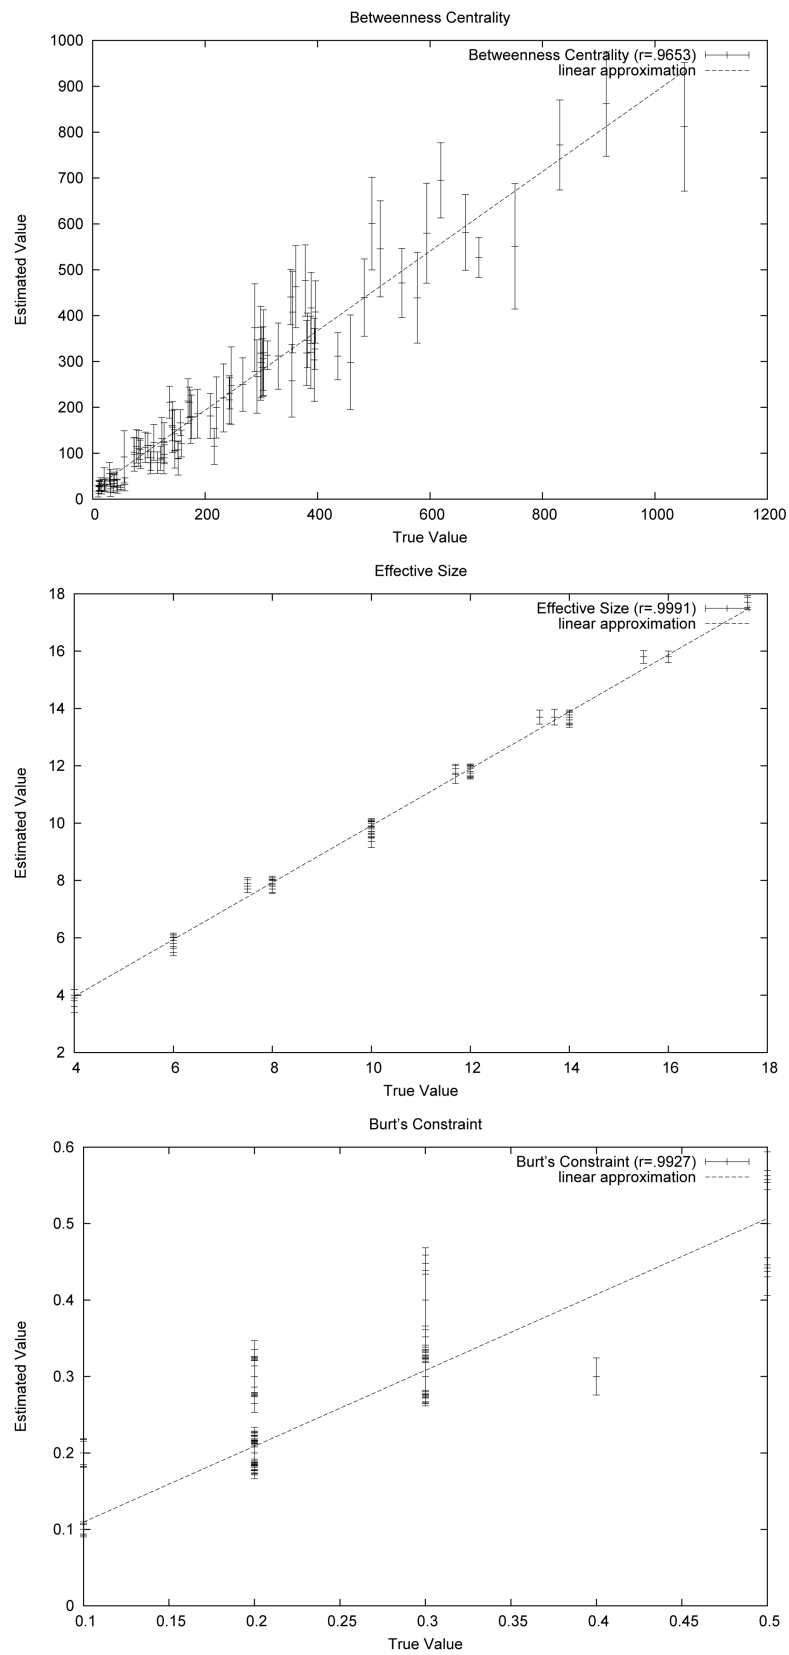 Betweenness Centrality
1000
900
800
700
600
500
400
300
200
100
0
Estimated Value
Betweenness Centrality (r=.9653)
linear approximation
0 200 400 600 800 1000 1200
True Value
Effective Size
18
16
14
12
10
8
6
4
2
Estimated Value
Effective Size (r=.9991)
linear approximation
4 6 8 10 12 14 16 18
True Value
Burt's Constraint
0.6
0.5
0.4
0.3
0.2
0.1
0
Estimated Value
Burt's Constraint (r=.9927)
linear approximation
0.1 0.15 0.2 0.25 0.3 0.35 0.4 0.45 0.5
True Value